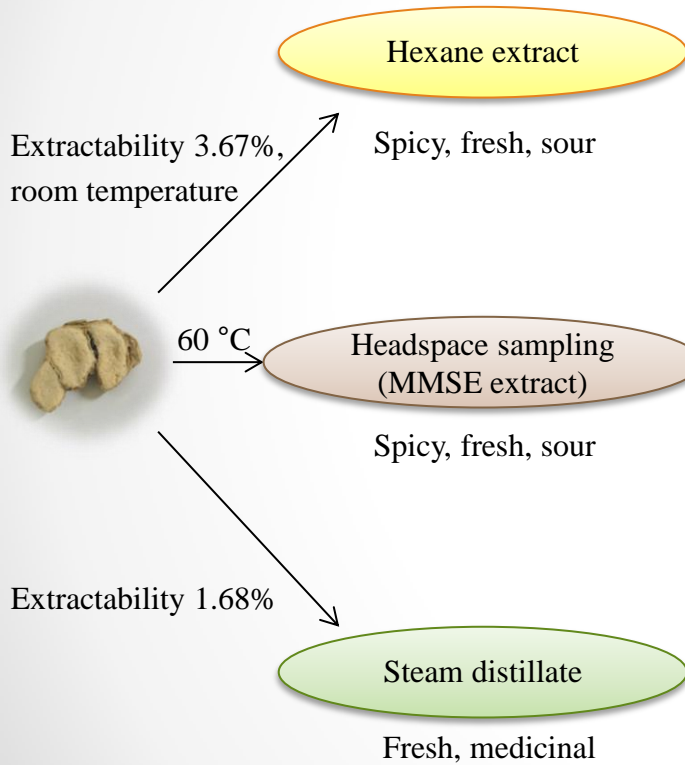 Hexane extract
Extractability 3.67%,
room temperature
Spicy, fresh, sour
60 °C
Headspace sampling
(MMSE extract)
Spicy, fresh, sour
Extractability 1.68%
Steam distillate
Fresh, medicinal